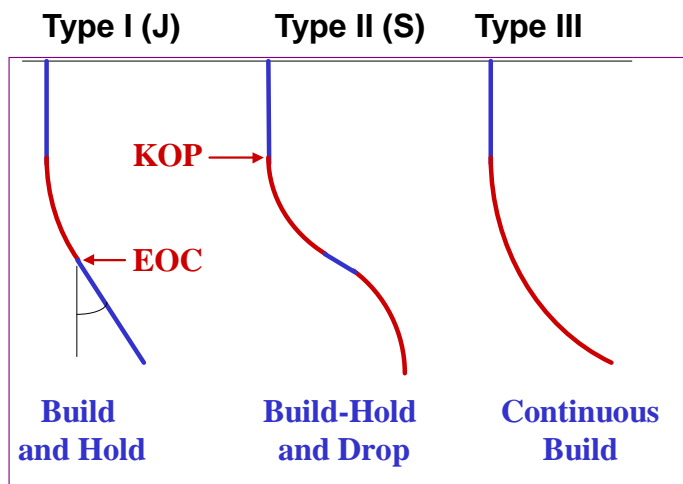 Type I (J)
Type II (S)
Type III
KOP
EOC
Build
and Hold
Build-Hold
and Drop
Continuous
Build